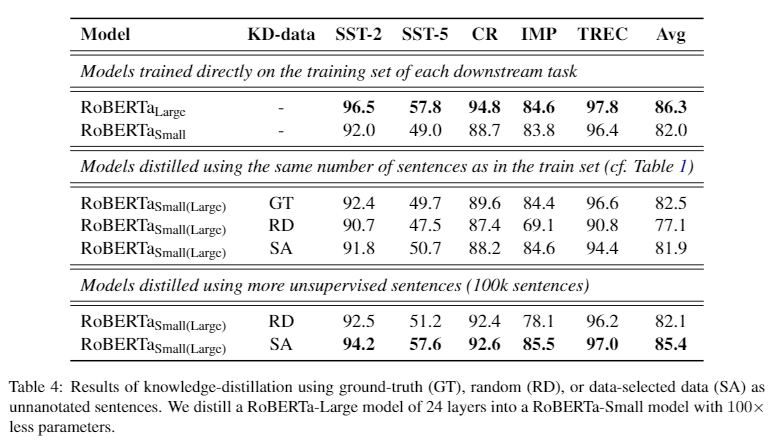 Model KD-data SST-2 SST-5 CR IMP TREC Avg
Models trained directly on the training set of each downstream task
RoBERTaLarge - 96.5 57.8 94.8 84.6 97.8 86.3
RoBERTaSmall - 92.0 49.0 88.7 83.8 96.4 82.0
Models distilled using the same number of sentences as in the train set (cf. Table 1)
RoBERTaSmall(Large) GT 92.4 49.7 89.6 84.4 96.6 82.5
RoBERTaSmall(Large) RD 90.7 47.5 87.4 69.1 90.8 77.1
RoBERTaSmall(Large) SA 91.8 50.7 88.2 84.6 94.4 81.9
Models distilled using more unsupervised sentences (100k sentences)
RoBERTaSmall(Large) RD 92.5 51.2 92.4 78.1 96.2 82.1
RoBERTaSmall(Large) SA 94.2 57.6 92.6 85.5 97.0 85.4
Table 4: Results of knowledge-distillation using ground-truth (GT), random (RD), or data-selected data (SA) as
unnanotated sentences. We distill a RoBERTa-Large model of 24 layers into a RoBERTa-Small model with 100×
less parameters.